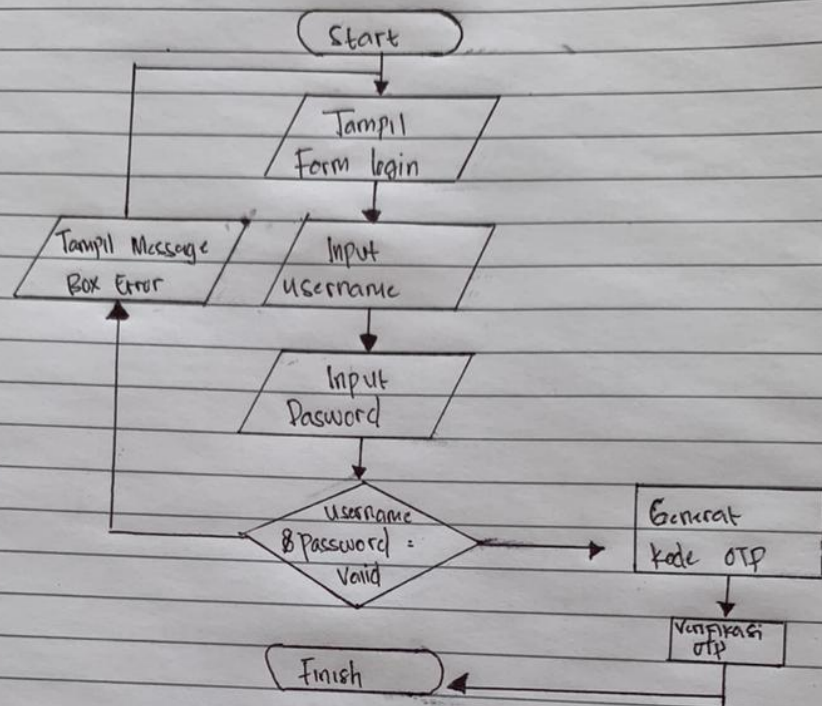 Start
Tampil
Form login
Tampil Message
Box Error
Input
username
Input
Pasword
username
& password =
Valid
Generat
kode OTP
Verifikasi
OTP
Finish